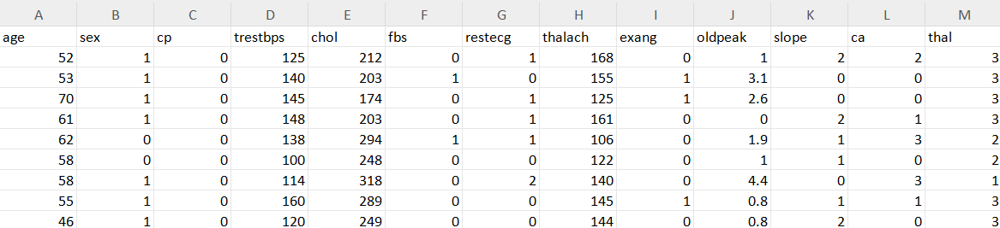 A B C D E F G H I J K L M
age sex cp trestbps chol fbs restecg thalach exang oldpeak slope ca thal
52 1 0 125 212 0 1 168 0 1 2 2 3
53 1 0 140 203 1 0 155 1 3.1 0 0 3
70 1 0 145 174 0 1 125 1 2.6 0 0 3
61 1 0 148 203 0 1 161 0 0 2 1 3
62 0 0 138 294 1 1 106 0 1.9 1 3 2
58 0 0 100 248 0 0 122 0 1 1 0 2
58 1 0 114 318 0 2 140 0 4.4 0 3 1
55 1 0 160 289 0 0 145 1 0.8 1 1 3
46 1 0 120 249 0 0 144 0 0.8 2 0 3